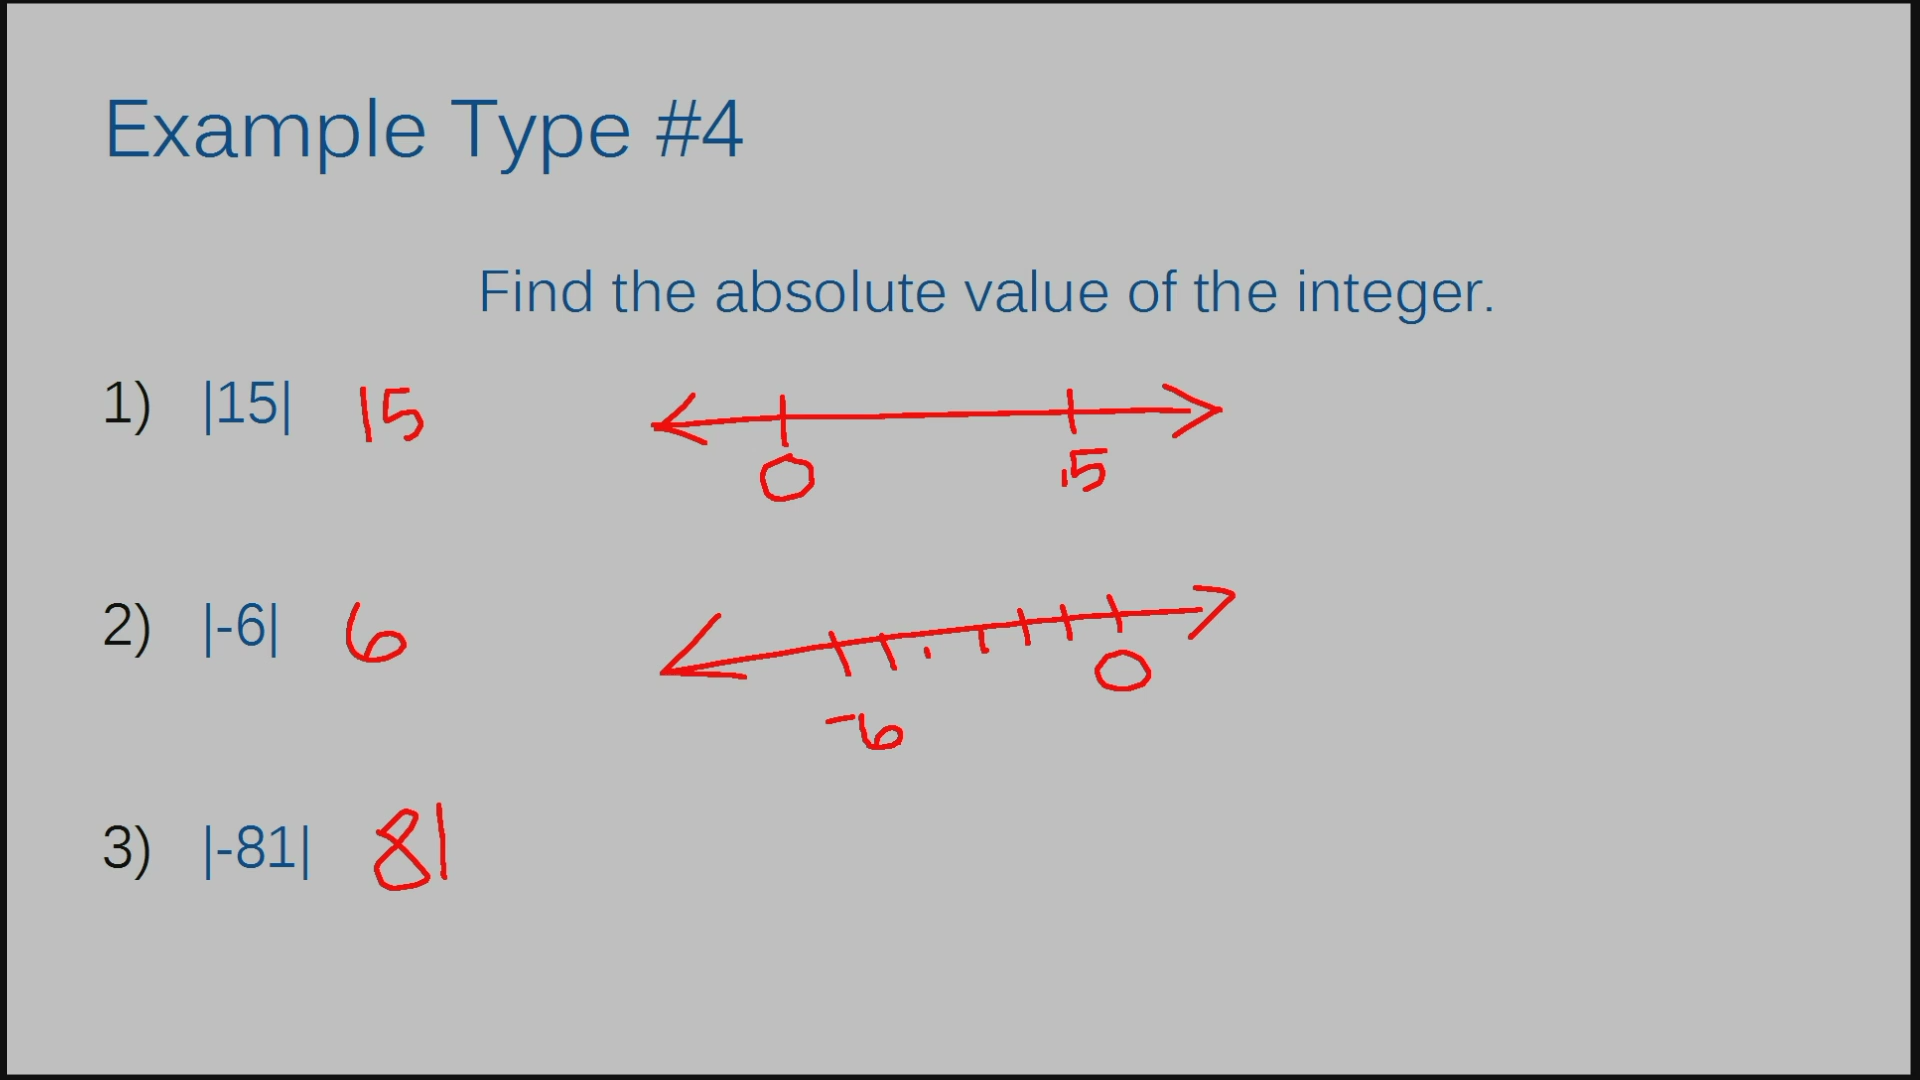 Example Type #4
Find the absolute value of the integer.
1) |15| 15
0 15
2) |-6| 6
0
-6
3) |-81| 81